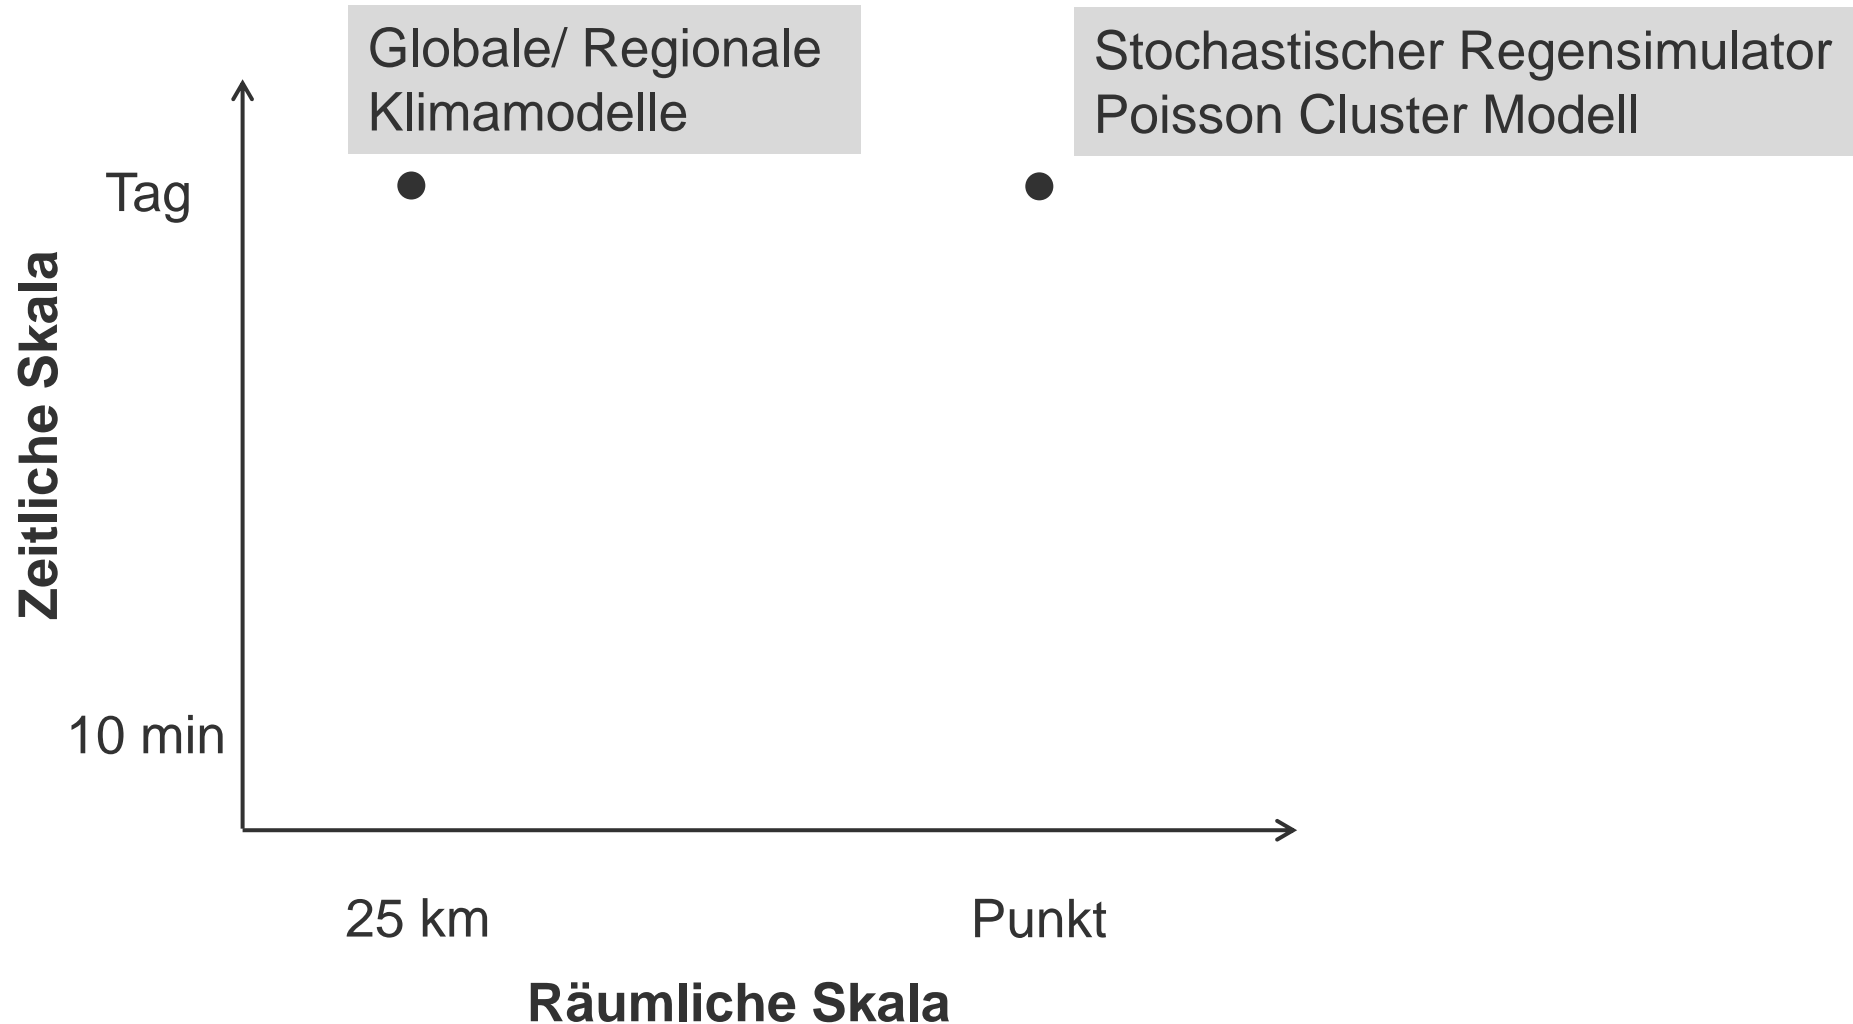 Globale/ Regionale
Klimamodelle
Stochastischer Regensimulator
Poisson Cluster Modell
Tag
Zeitliche Skala
10 min
25 km
Punkt
Räumliche Skala